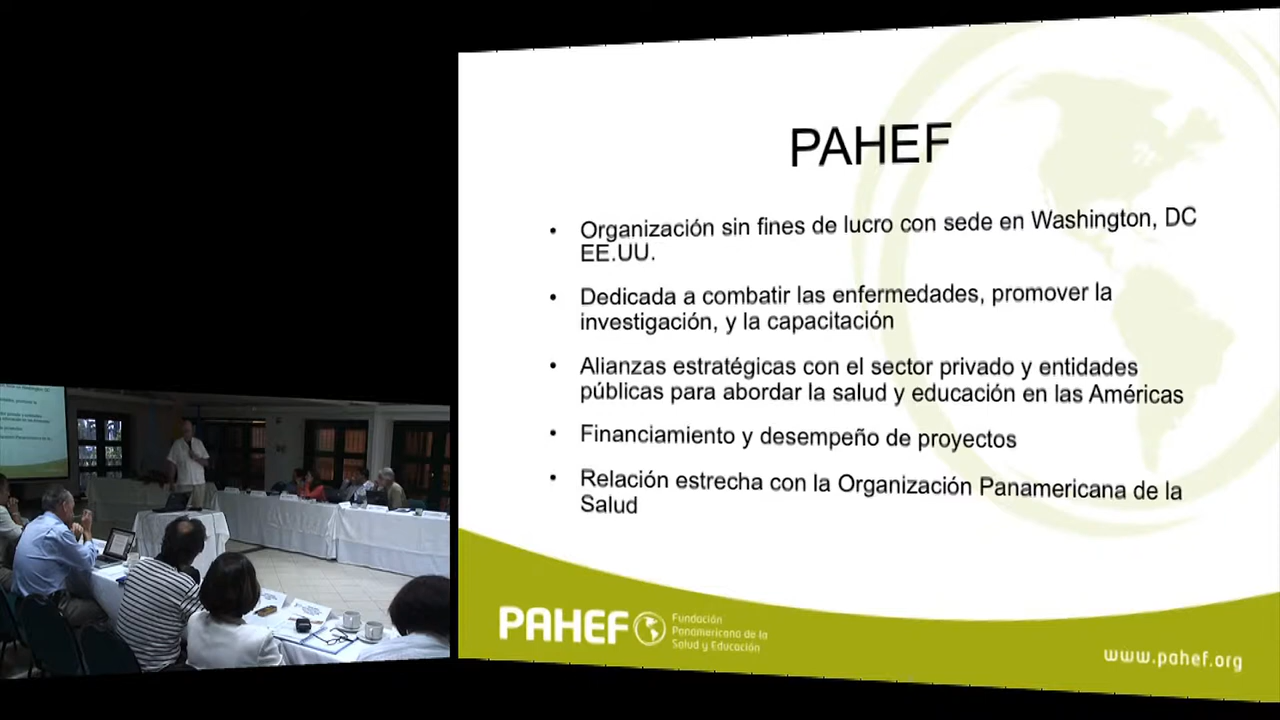 PAHEF
• Organización sin fines de lucro con sede en Washington, DC
EE.UU.
• Dedicada a combatir las enfermedades, promover la
investigación, y la capacitación
• Alianzas estratégicas con el sector privado y entidades
públicas para abordar la salud y educación en las Américas
• Financiamiento y desempeño de proyectos
• Relación estrecha con la Organización Panamericana de la
Salud
PAHEF
Fundación
Panamericana de la
Salud y Educación
www.pahef.org